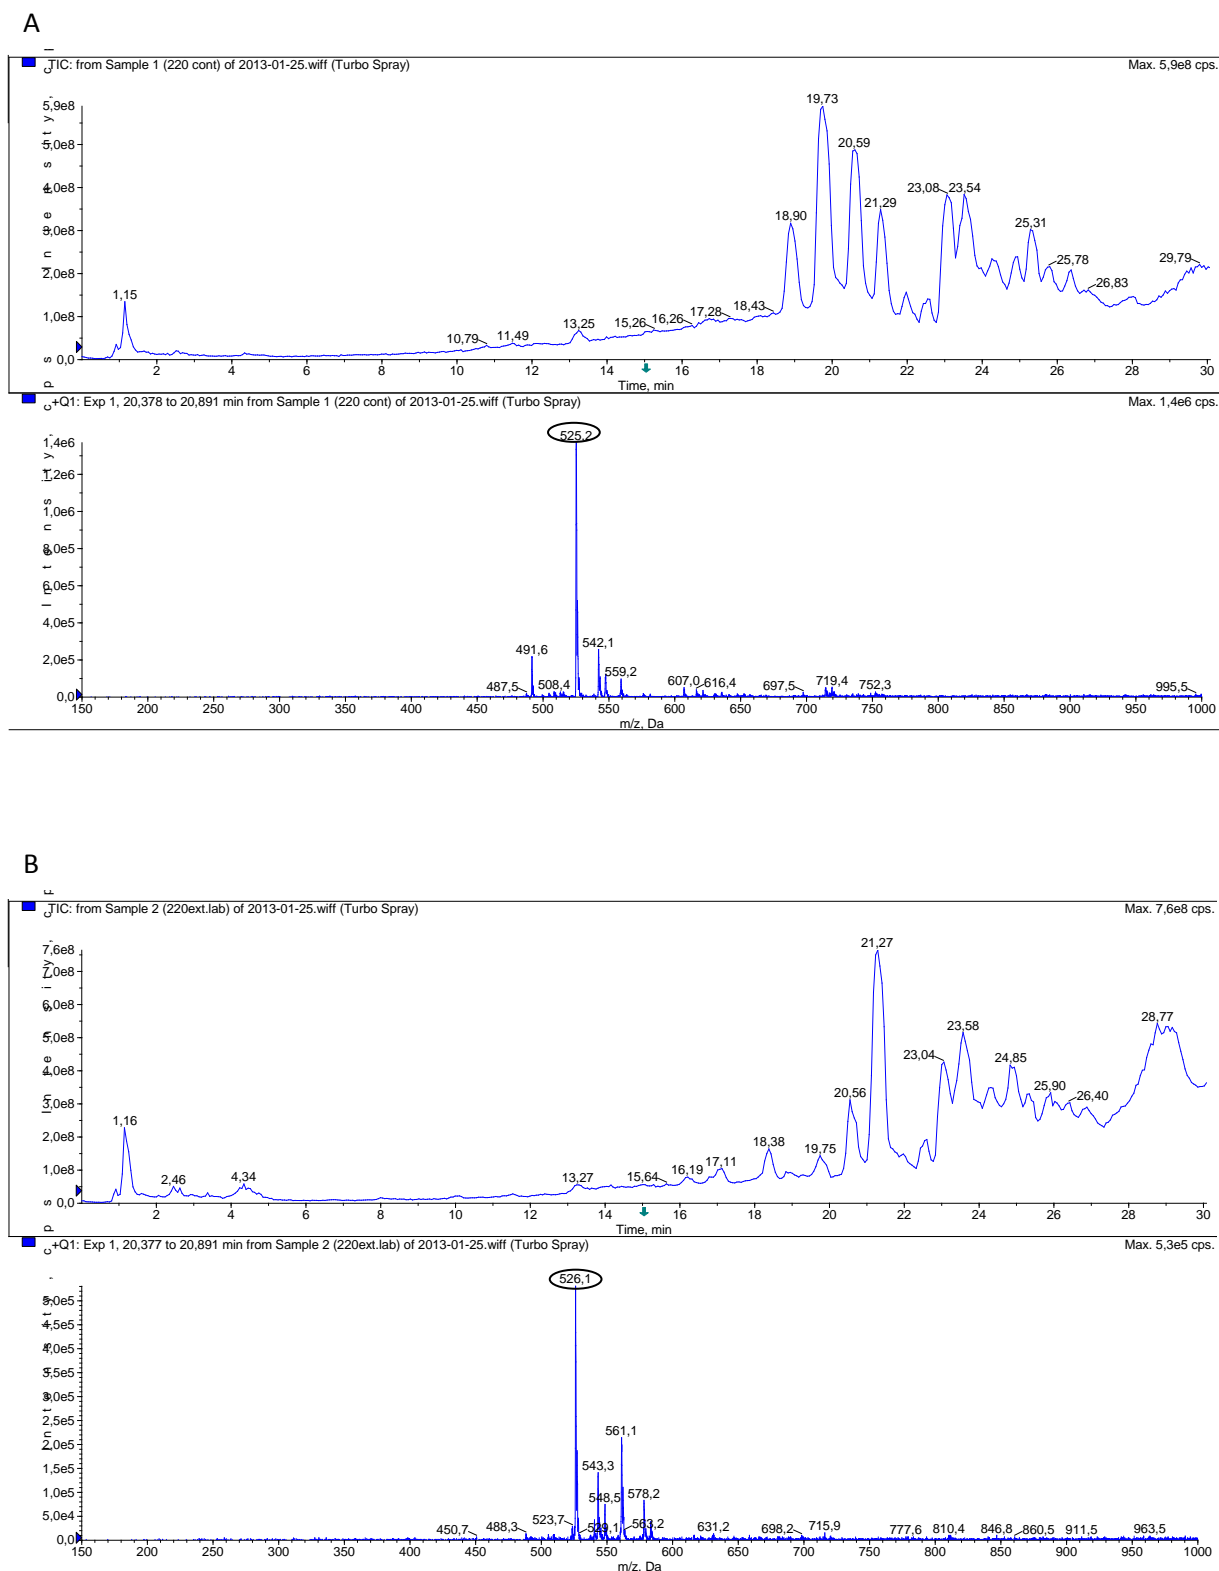 A
TIC: from Sample 1 (220 cont) of 2013-01-25.wiff (Turbo Spray) Max. 5,9e8 cps.
5,9e8
5,0e8
4,0e8
3,0e8
2,0e8
1,0e8
0,0
1,15 10,79 11,49 13,25 15,26 16,26 17,28 18,43 18,90 19,73 20,59 21,29 23,08 23,54 25,31 25,78 26,83 29,79
2 4 6 8 10 12 14 16 18 20 22 24 26 28 30
Time, min
+Q1: Exp 1, 20,378 to 20,891 min from Sample 1 (220 cont) of 2013-01-25.wiff (Turbo Spray) Max. 1,4e6 cps.
1,4e6
1,2e6
1,0e6
8,0e5
6,0e5
4,0e5
2,0e5
0,0
487,5 491,6 508,4 525,2 542,1 559,2 607,0 616,4 697,5 719,4 752,3 995,5
150 200 250 300 350 400 450 500 550 600 650 700 750 800 850 900 950 1000
m/z, Da
B
TIC: from Sample 2 (220ext.lab) of 2013-01-25.wiff (Turbo Spray) Max. 7,6e8 cps.
7,6e8
7,0e8
6,0e8
5,0e8
4,0e8
3,0e8
2,0e8
1,0e8
0,0
1,16 2,46 4,34 13,27 15,64 16,19 17,11 18,38 19,75 20,56 21,27 23,04 23,58 24,85 25,90 26,40 28,77
2 4 6 8 10 12 14 16 18 20 22 24 26 28 30
Time, min
+Q1: Exp 1, 20,377 to 20,891 min from Sample 2 (220ext.lab) of 2013-01-25.wiff (Turbo Spray) Max. 5,3e5 cps.
5,0e5
4,5e5
4,0e5
3,5e5
3,0e5
2,5e5
2,0e5
1,5e5
1,0e5
5,0e4
0,0
450,7 488,3 523,7 526,1 529,1 543,3 548,5 561,1 563,2 578,2 631,2 698,2 715,9 777,6 810,4 846,8 860,5 911,5 963,5
150 200 250 300 350 400 450 500 550 600 650 700 750 800 850 900 950 1000
m/z, Da